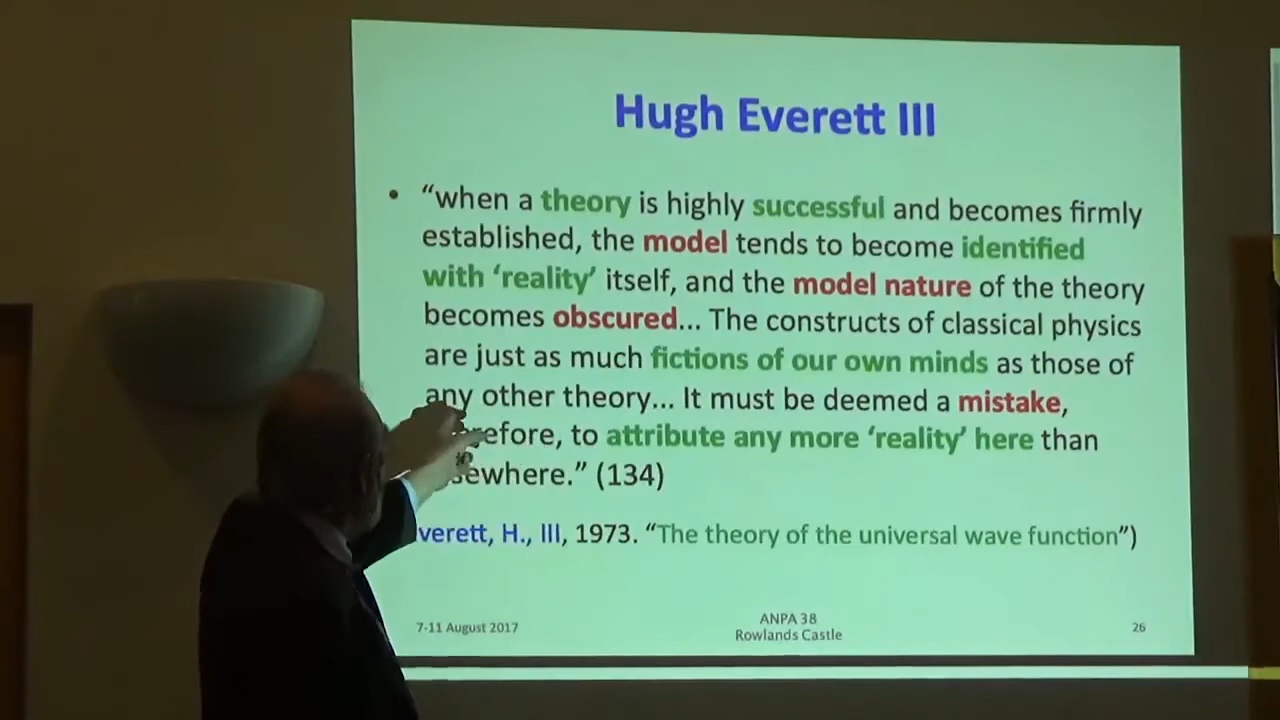 Hugh Everett III
• “when a theory is highly successful and becomes firmly
established, the model tends to become identified
with ‘reality’ itself, and the model nature of the theory
becomes obscured... The constructs of classical physics
are just as much fictions of our own minds as those of
any other theory... It must be deemed a mistake,
to attribute any more ‘reality’ here than
(134)
H., III, 1973. “The theory of the universal wave function”)
7-11 August 2017
ANPA 38
Rowlands Castle
26